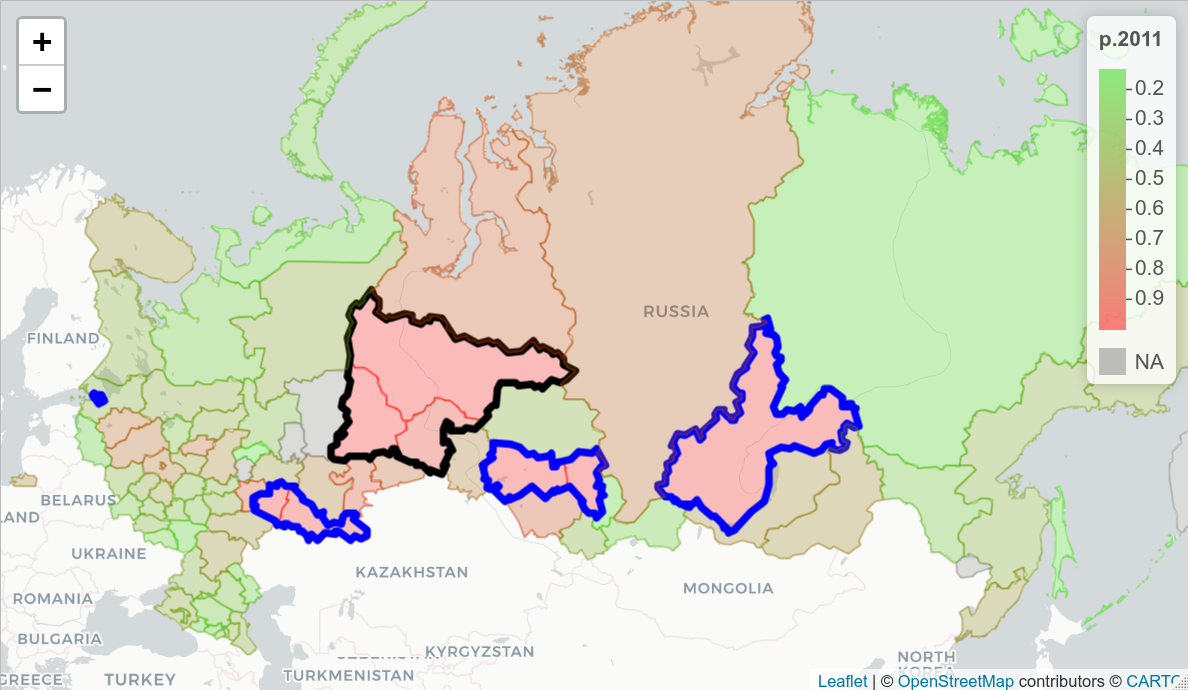 +
−
p.2011
0.2
0.3
0.4
0.5
0.6
0.7
0.8
0.9
NA
RUSSIA
FINLAND
BELARUS
LAND
UKRAINE
KAZAKHSTAN
MONGOLIA
ROMANIA
BULGARIA
KYRGYZSTAN
GREECE
TURKEY
TURKMENISTAN
NORTH
KOREA
Leaflet | © OpenStreetMap contributors © CARTO